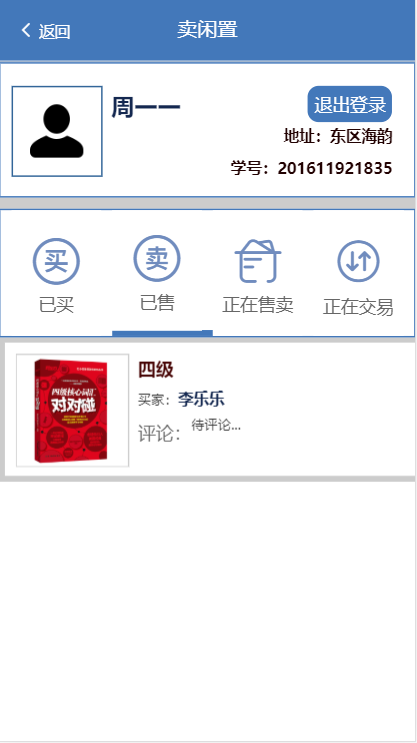 返回
卖闲置
周一一
退出登录
地址：东区海韵
学号：201611921835
买
卖
已买
已售
正在售卖
正在交易
四级
买家：李乐乐
评论：待评论...
四级核心词汇
对对碰